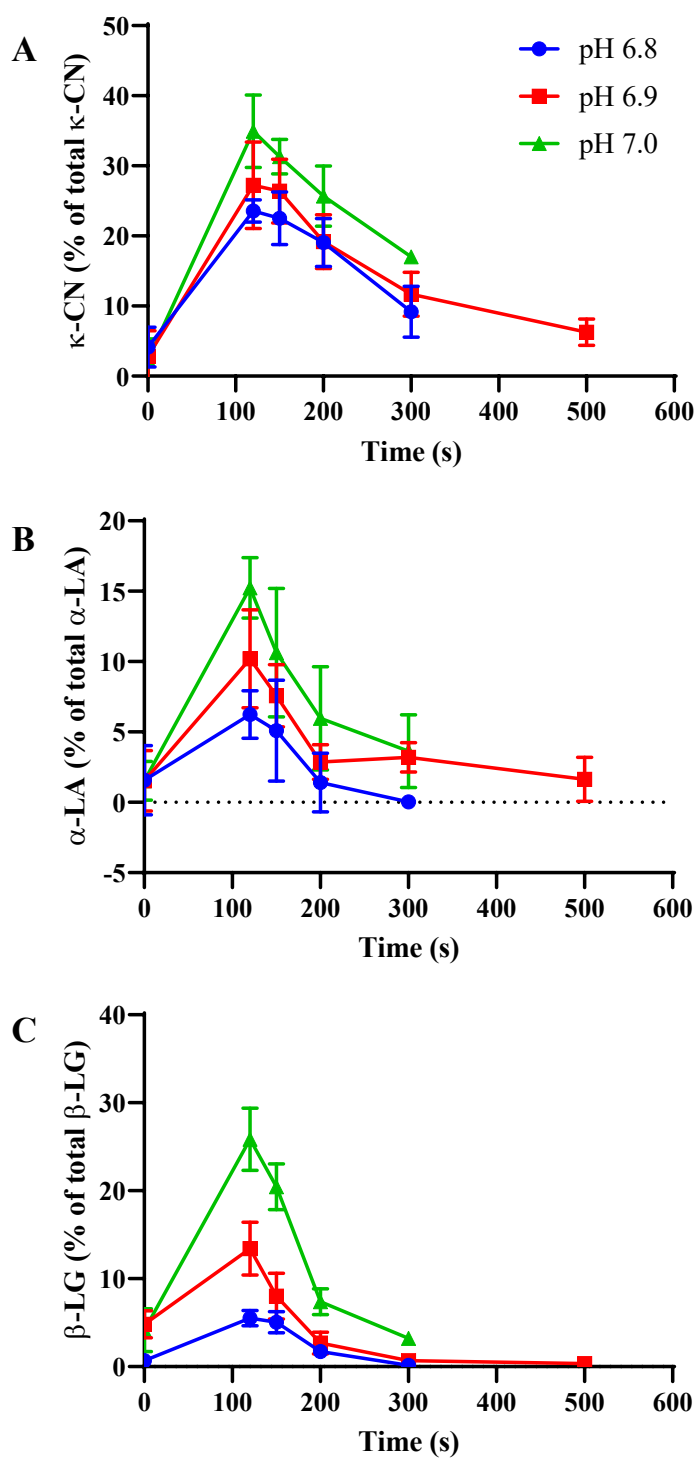 A
κ-CN (% of total κ-CN)
50
40
30
20
10
0
pH 6.8
pH 6.9
pH 7.0
0 100 200 300 400 500 600
Time (s)
B
α-LA (% of total α-LA)
20
15
10
5
0
-5
0 100 200 300 400 500 600
Time (s)
C
β-LG (% of total β-LG)
40
30
20
10
0
0 100 200 300 400 500 600
Time (s)